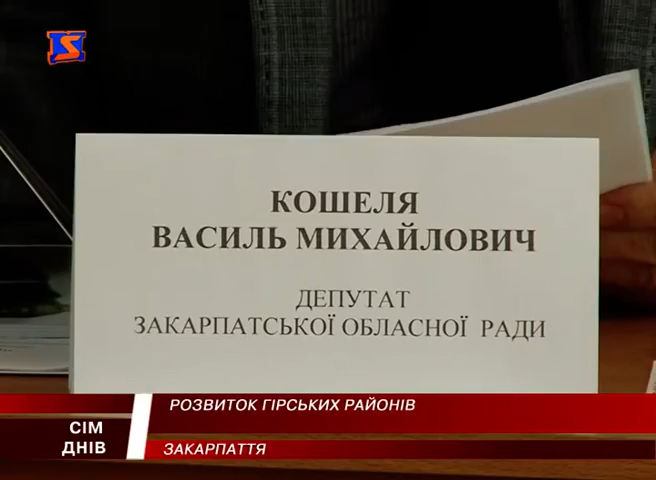 КОШЕЛЯ
ВАСИЛЬ МИХАЙЛОВИЧ
ДЕПУТАТ
ЗАКАРПАТСЬКОЇ ОБЛАСНОЇ РАДИ
РОЗВИТОК ГІРСЬКИХ РАЙОНІВ
СІМ
ДНІВ
ЗАКАРПАТТЯ